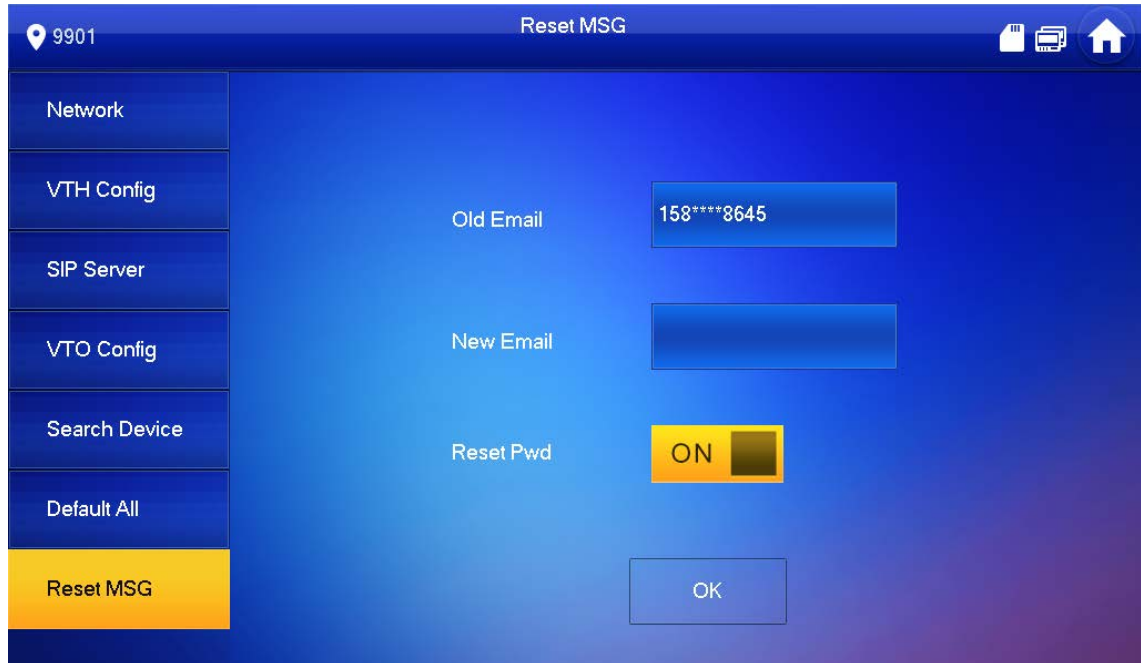 9901
Reset MSG
Network
VTH Config
SIP Server
VTO Config
Search Device
Default All
Reset MSG
Old Email
158****8645
New Email
Reset Pwd
ON
OK